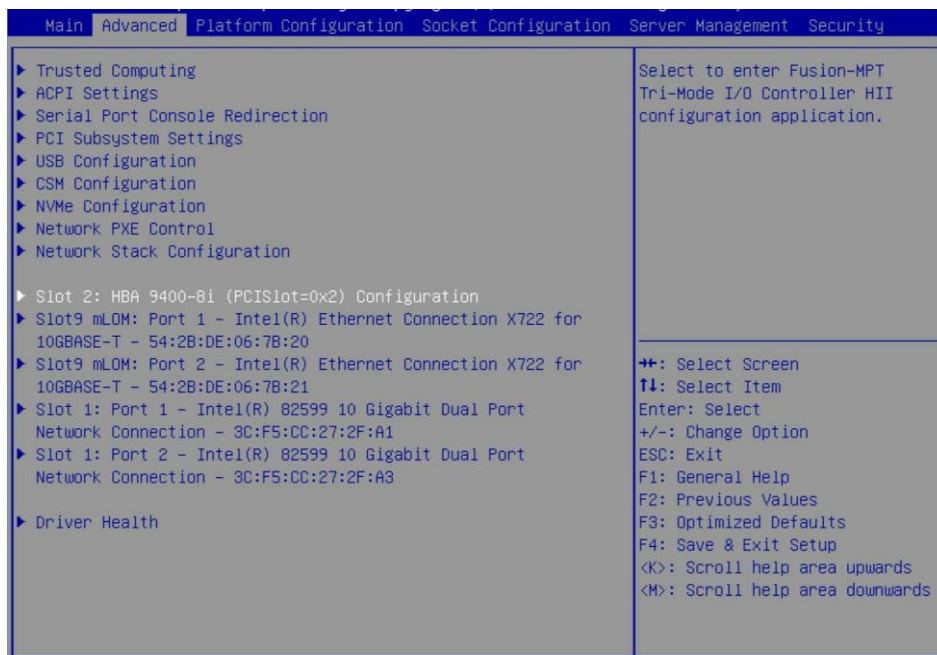 Main Advanced Platform Configuration Socket Configuration Server Management Security
Trusted Computing
ACPI Settings
Serial Port Console Redirection
PCI Subsystem Settings
USB Configuration
CSM Configuration
NVMe Configuration
Network PXE Control
Network Stack Configuration
Slot 2: HBA 9400-8i (PCISlot=0x2) Configuration
Slot9 mLOM: Port 1 - Intel(R) Ethernet Connection X722 for
10GBASE-T - 54:2B:DE:06:7B:20
Slot9 mLOM: Port 2 - Intel(R) Ethernet Connection X722 for
10GBASE-T - 54:2B:DE:06:7B:21
Slot 1: Port 1 - Intel(R) 82599 10 Gigabit Dual Port
Network Connection - 3C:F5:CC:27:2F:A1
Slot 1: Port 2 - Intel(R) 82599 10 Gigabit Dual Port
Network Connection - 3C:F5:CC:27:2F:A3
Driver Health
Select to enter Fusion-MPT
Tri-Mode I/O Controller HII
configuration application.
→←: Select Screen
↑↓: Select Item
Enter: Select
+/-: Change Option
ESC: Exit
F1: General Help
F2: Previous Values
F3: Optimized Defaults
F4: Save & Exit Setup
<K>: Scroll help area upwards
<M>: Scroll help area downwards